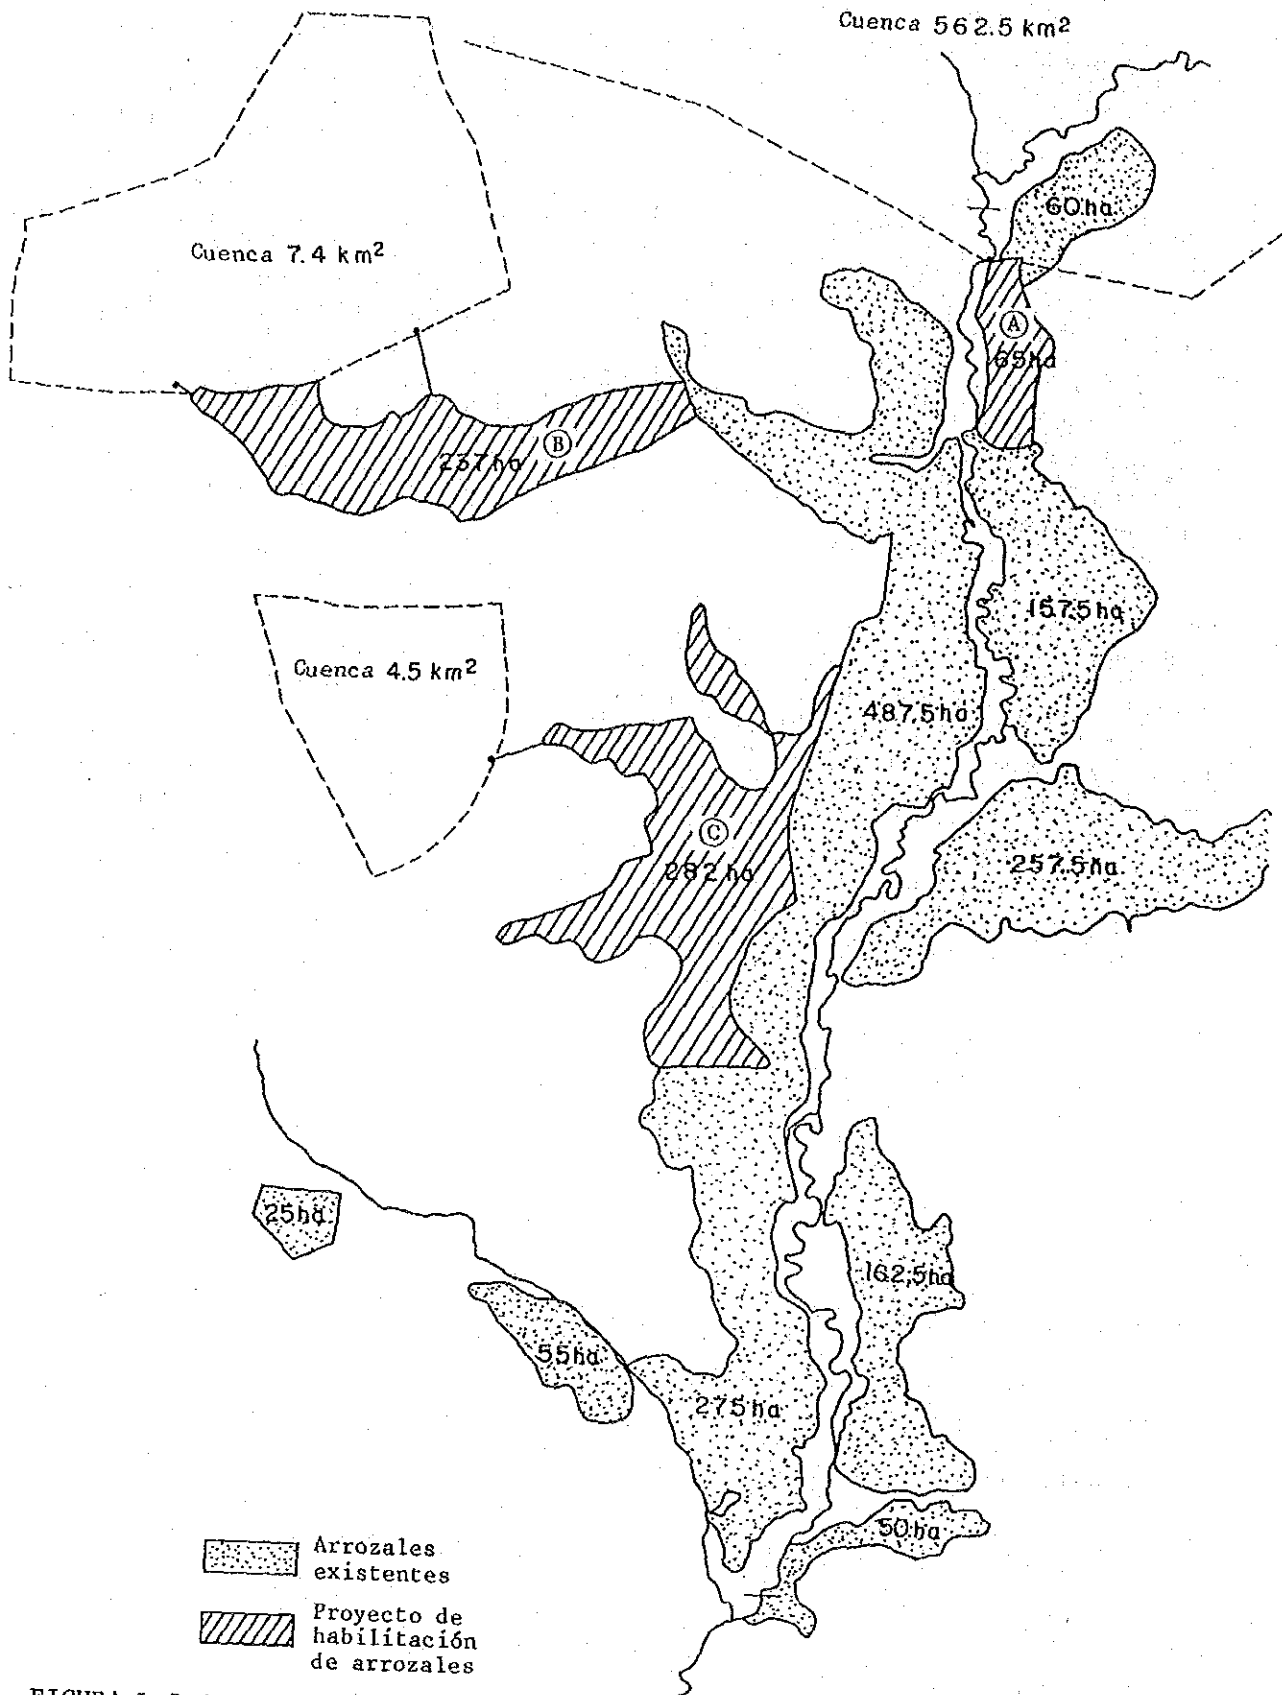 Cuenca 562.5 km²
60 ha
Cuenca 7.4 km²
A
65 ha
B
237 ha
157.5 ha
Cuenca 4.5 km²
487.5 ha
C
282 ha
257.5 ha
25 ha
162.5 ha
55 ha
275 ha
50 ha
Arrozales
existentes
Proyecto de
habilitación
de arrozales